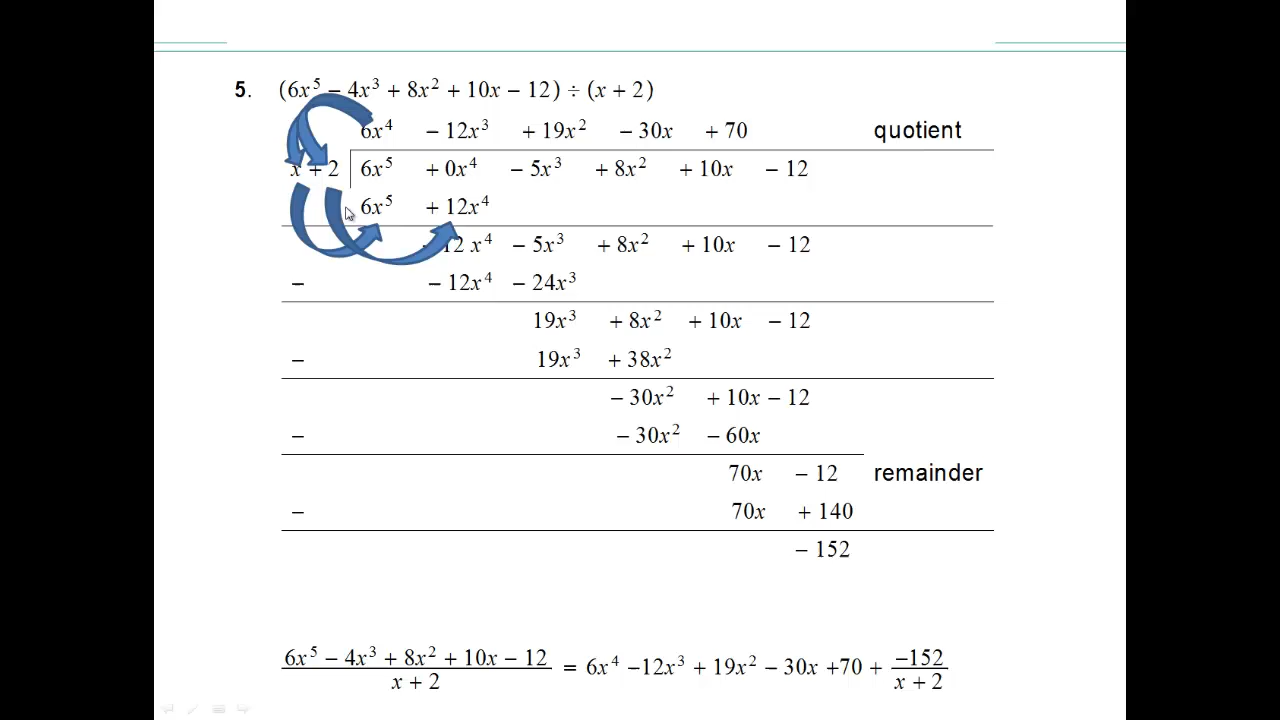 5. (6x⁵ – 4x³ + 8x² + 10x – 12) ÷ (x + 2)
6x⁴ – 12x³ + 19x² – 30x + 70 quotient
x + 2 6x⁵ + 0x⁴ – 5x³ + 8x² + 10x – 12
6x⁵ + 12x⁴
– 12 x⁴ – 5x³ + 8x² + 10x – 12
– – 12x⁴ – 24x³
19x³ + 8x² + 10x – 12
– 19x³ + 38x²
– 30x² + 10x – 12
– – 30x² – 60x
70x – 12 remainder
– 70x + 140
– 152
6x⁵ – 4x³ + 8x² + 10x – 12 / x + 2 = 6x⁴ –12x³ + 19x² – 30x +70 + –152 / x + 2